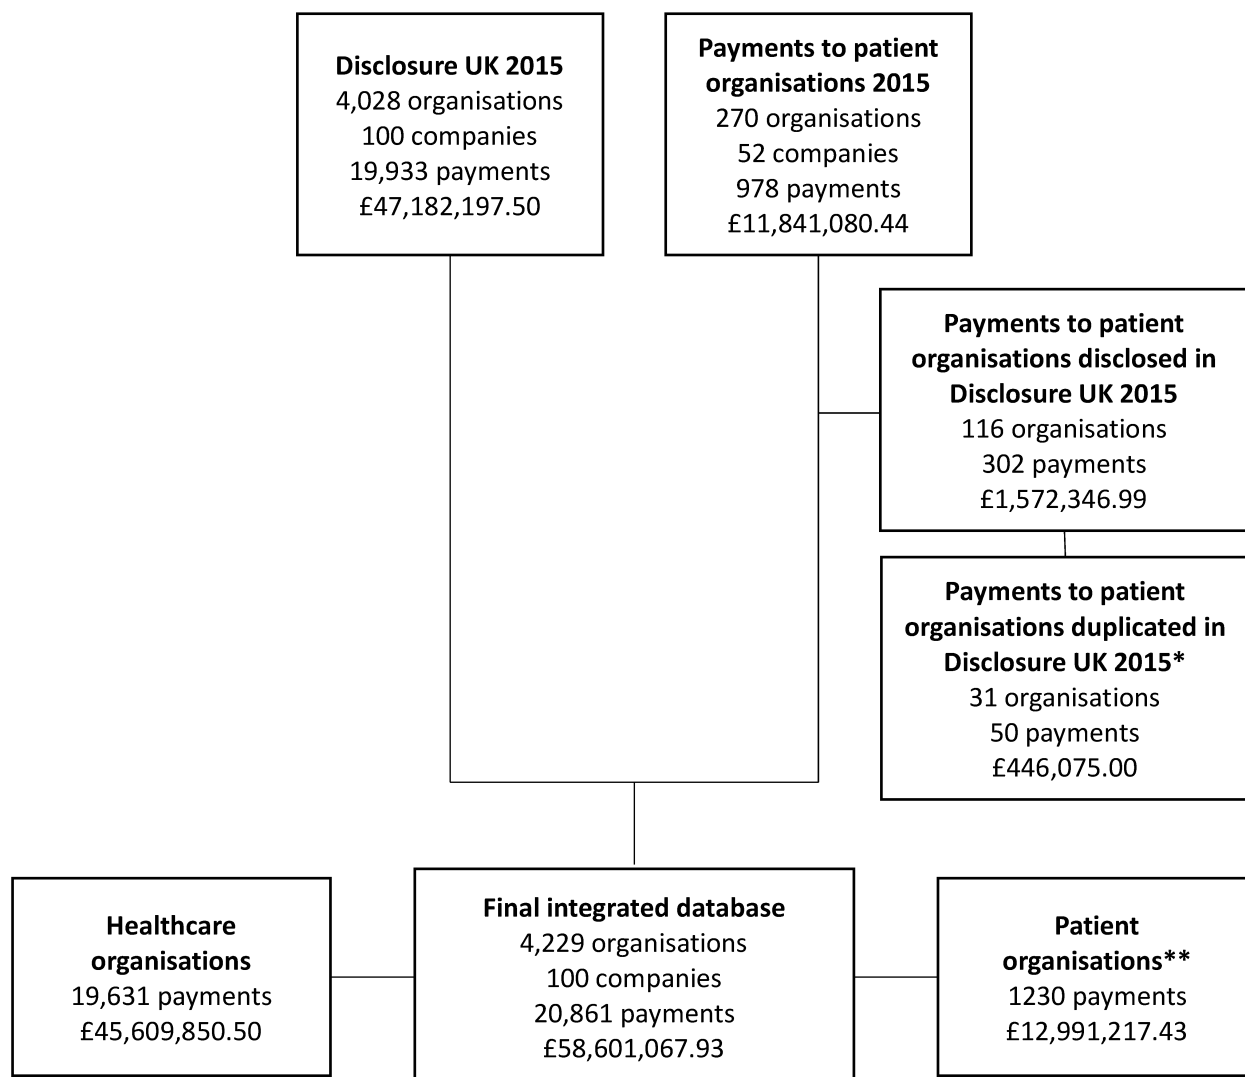 Disclosure UK 2015
4,028 organisations
100 companies
19,933 payments
£47,182,197.50
Payments to patient
organisations 2015
270 organisations
52 companies
978 payments
£11,841,080.44
Payments to patient
organisations disclosed in
Disclosure UK 2015
116 organisations
302 payments
£1,572,346.99
Payments to patient
organisations duplicated in
Disclosure UK 2015*
31 organisations
50 payments
£446,075.00
Healthcare
organisations
19,631 payments
£45,609,850.50
Final integrated database
4,229 organisations
100 companies
20,861 payments
£58,601,067.93
Patient
organisations**
1230 payments
£12,991,217.43